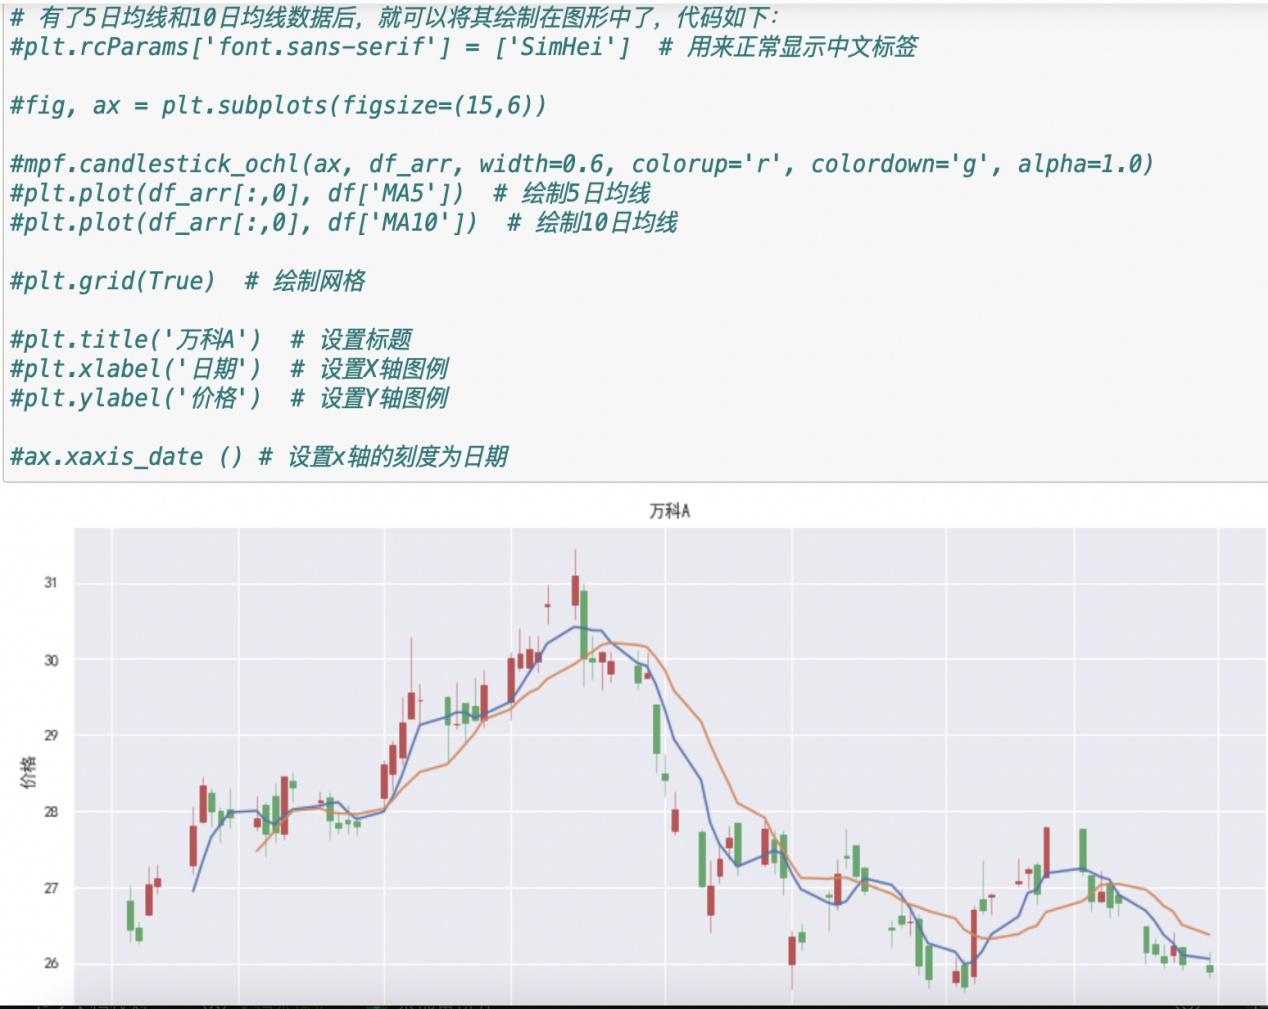 # 有了5日均线和10日均线数据后，就可以将其绘制在图形中了，代码如下：
#plt.rcParams['font.sans-serif'] = ['SimHei']  # 用来正常显示中文标签
#fig, ax = plt.subplots(figsize=(15,6))
#mpf.candlestick_ochl(ax, df_arr, width=0.6, colorup='r', colordown='g', alpha=1.0)
#plt.plot(df_arr[:,0], df['MA5'])  # 绘制5日均线
#plt.plot(df_arr[:,0], df['MA10'])  # 绘制10日均线
#plt.grid(True)  # 绘制网格
#plt.title('万科A')  # 设置标题
#plt.xlabel('日期')  # 设置X轴图例
#plt.ylabel('价格')  # 设置Y轴图例
#ax.xaxis_date () # 设置x轴的刻度为日期
万科A
31
30
29
28
27
26
价格